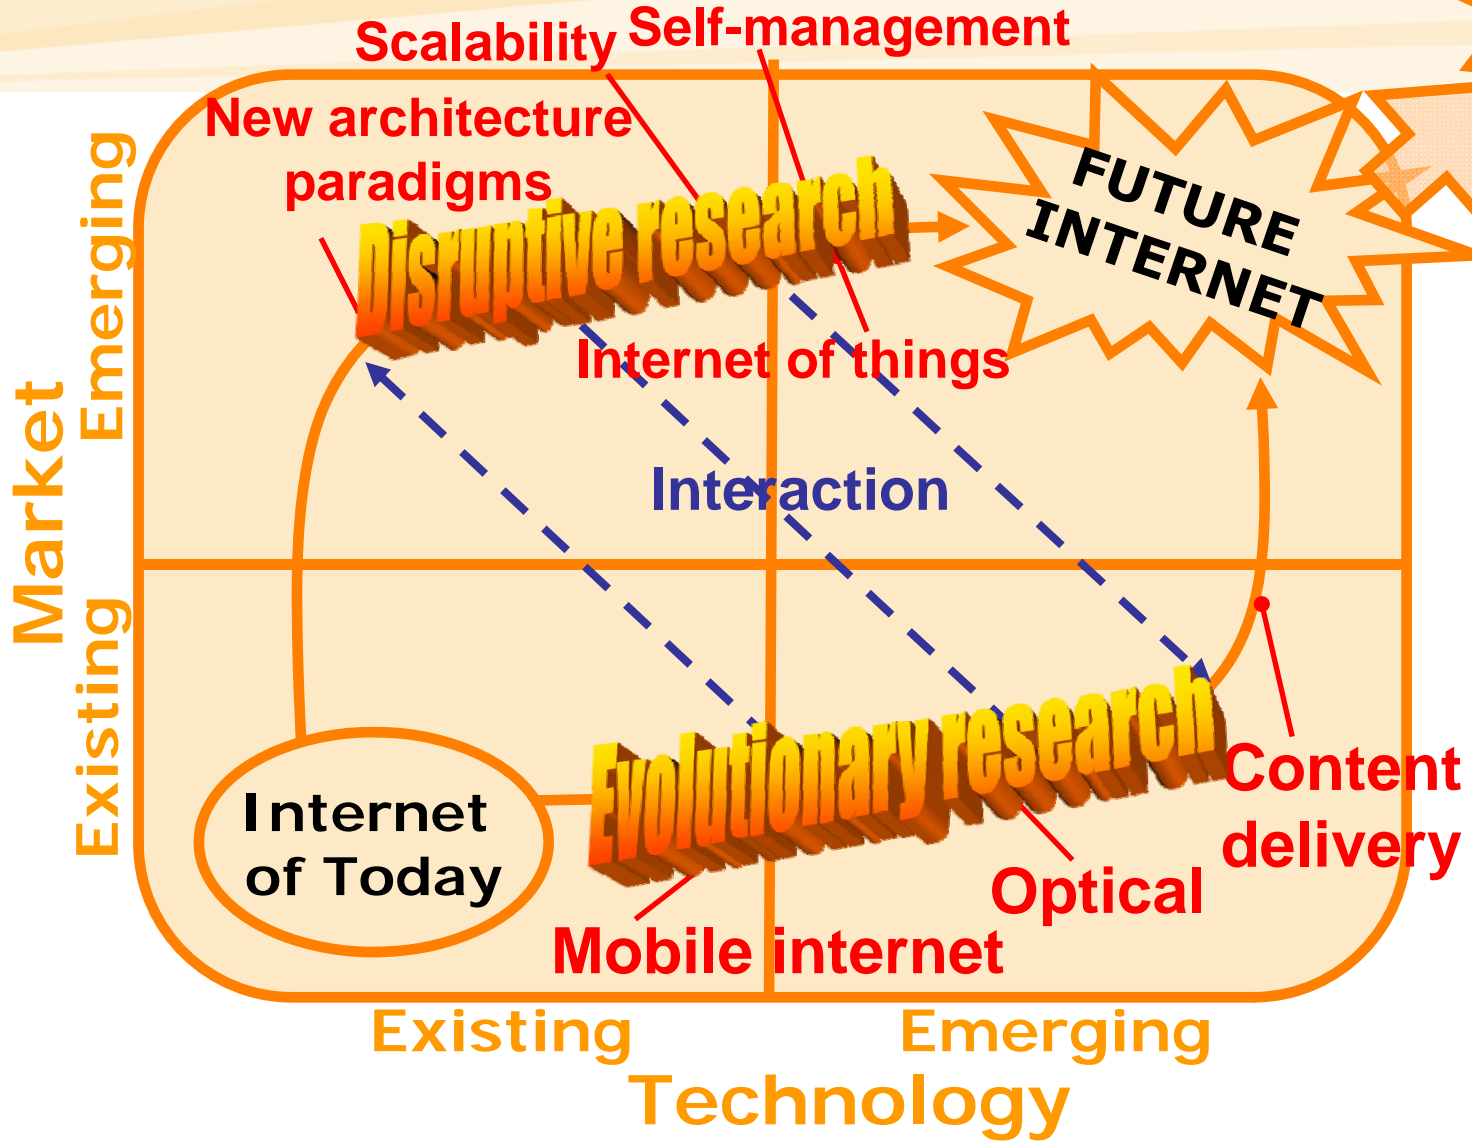 Scalability
Self-management
New architecture
paradigms
Disruptive research
FUTURE
INTERNET
Internet of things
Interaction
Market
Emerging
Existing
Evolutionary research
Internet
of Today
Content
delivery
Optical
Mobile internet
Existing
Emerging
Technology